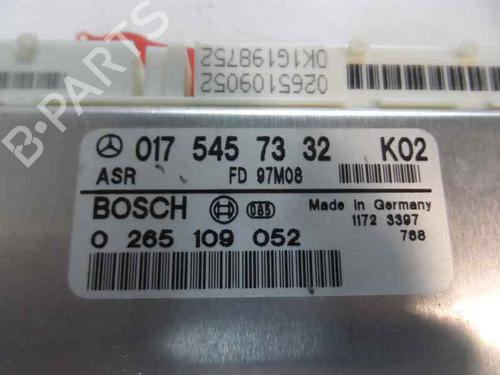 DK1G198752
0265109052
017 545 73 32 K02
ASR FD 97M08
BOSCH 085 Made in Germany
1172 3397
0 265 109 052 768
B-PARTS